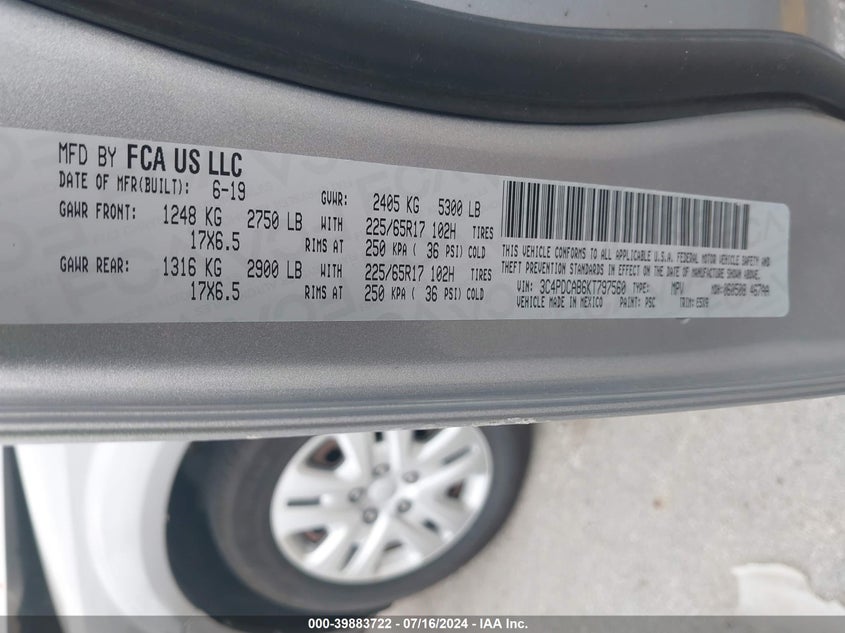 MFD BY FCA US LLC
DATE OF MFR(BUILT): 6-19 GVWR: 2405 KG 5300 LB
GAWR FRONT: 1248 KG 2750 LB WITH 225/65R17 102H TIRES
17X6.5 RIMS AT 250 KPA ( 36 PSI) COLD
GAWR REAR: 1316 KG 2900 LB WITH 225/65R17 102H TIRES
17X6.5 RIMS AT 250 KPA ( 36 PSI) COLD
THIS VEHICLE CONFORMS TO ALL APPLICABLE U.S.A. FEDERAL MOTOR VEHICLE SAFETY AND
THEFT PREVENTION STANDARDS IN EFFECT ON THE DATE OF MANUFACTURE SHOWN ABOVE.
VIN: 3C4PDCAB6KT797560 TYPE: MPV MDH: 060508 467AA
MADE IN MEXICO PAINT: PSC TRIM: E5X9
000-39883722 - 07/16/2024 - IAA Inc.